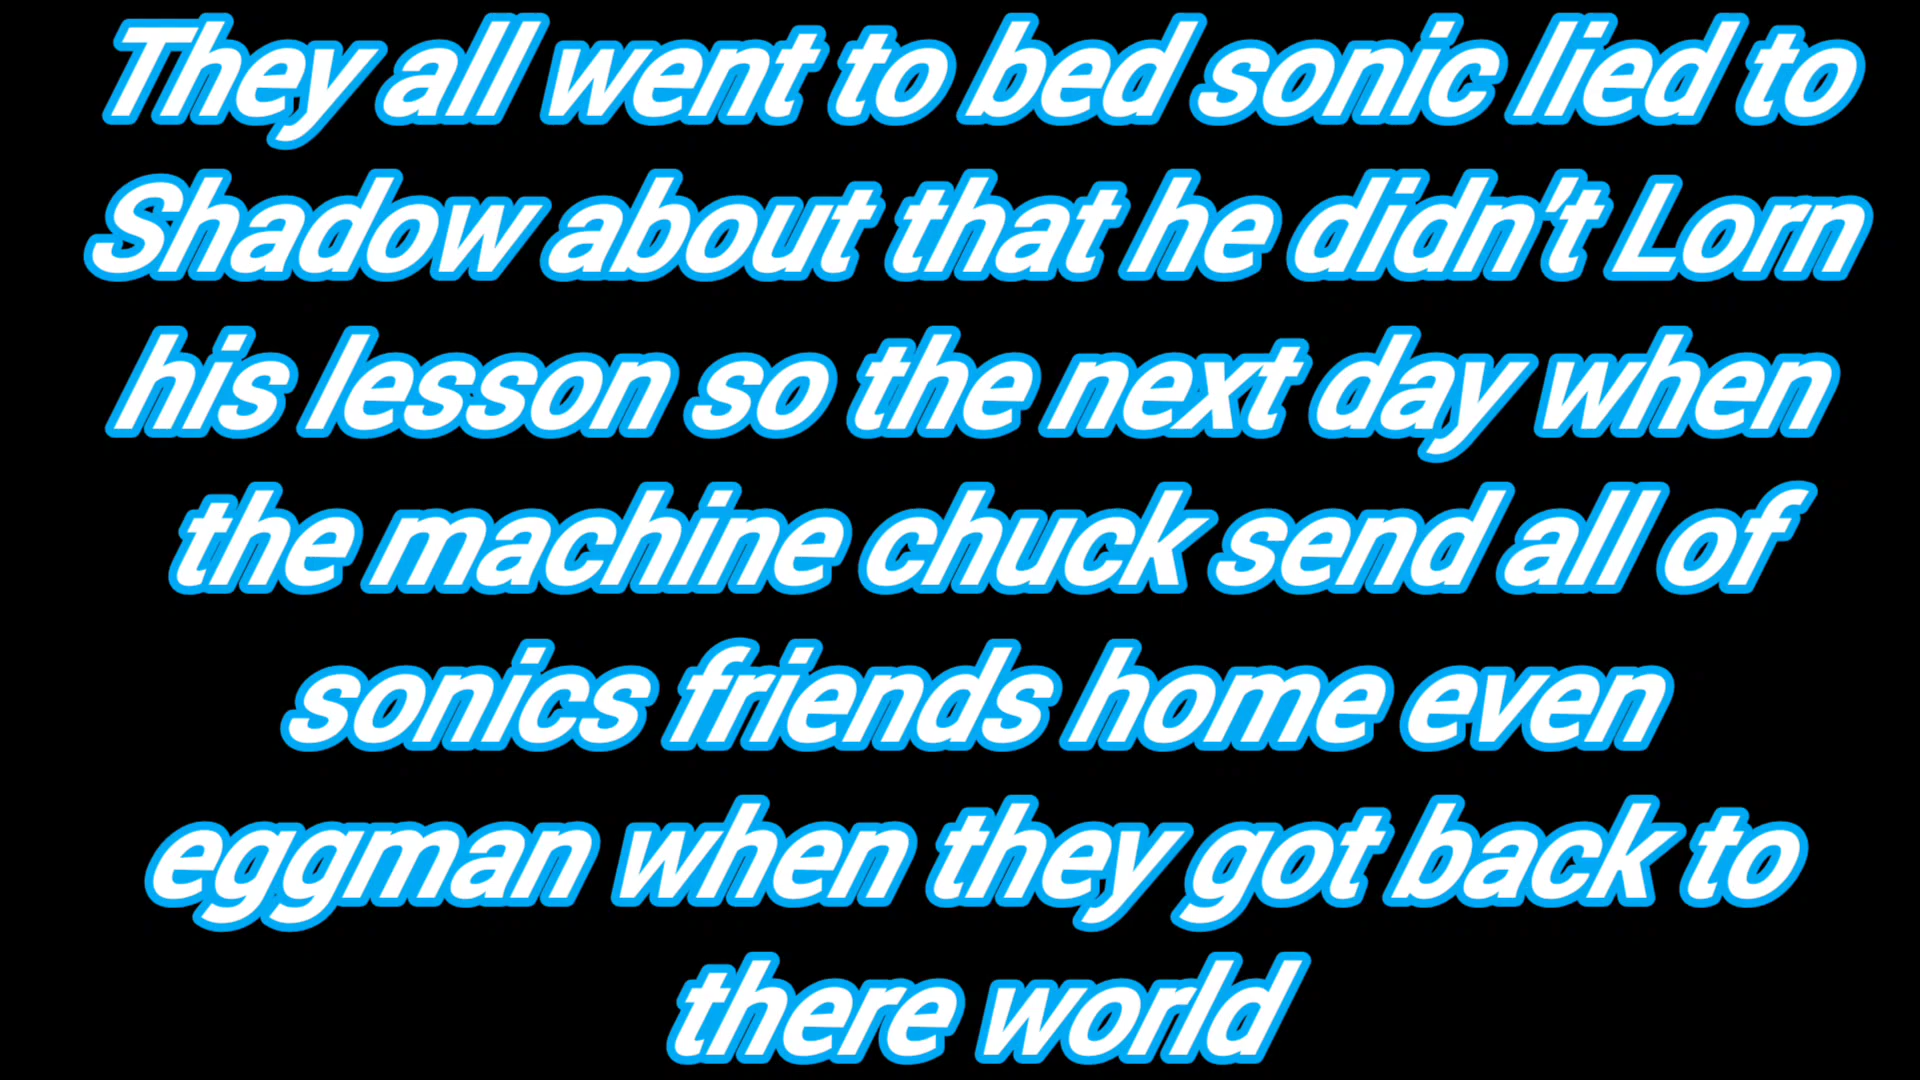 They all went to bed sonic lied to
Shadow about that he didn't Lorn
his lesson so the next day when
the machine chuck send all of
sonics friends home even
eggman when they got back to
there world